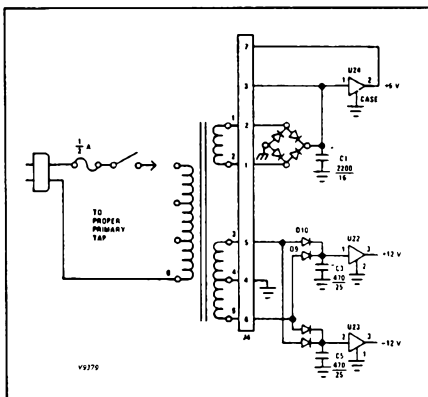 7
3
2
1
5
4
6
J4
U24
1
2
+5 V
CASE
C1
2200
16
1/2 A
TO
PROPER
PRIMARY
TAP
6
1
2
3
4
5
D10
D9
U22
1
3
-12 V
2
C3
470
25
U23
2
3
-12 V
1
C5
470
25
V9379